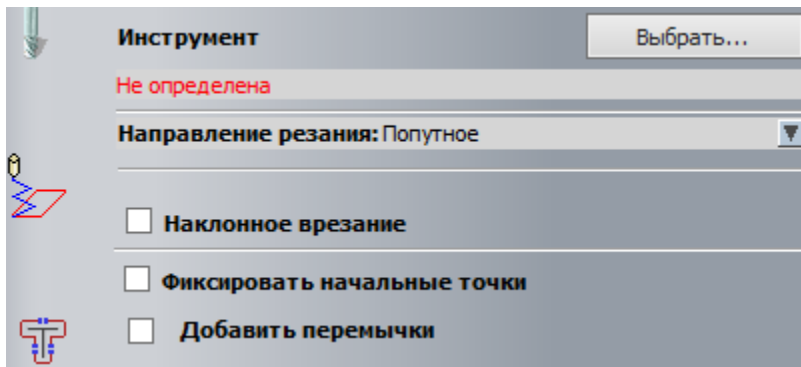 Инструмент Выбрать...
Не определена
Направление резания: Попутное
Наклонное врезание
Фиксировать начальные точки
Добавить перемычки